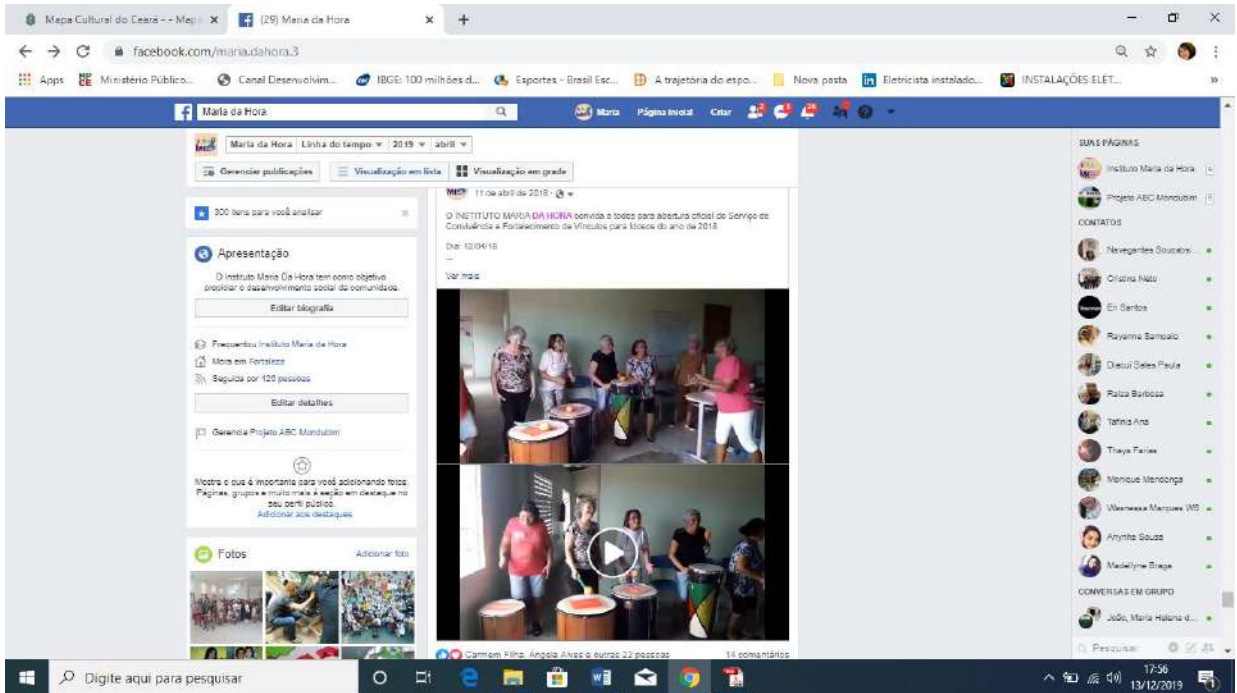 Mapa Cultural do Ceará - - Map
(29) Maria da Hora
facebook.com/maria.dahora.3
Apps
Ministério Público...
Canal Desenvolvim...
IBGE: 100 milhões d...
Esportes - Brasil Esc...
A trajetória do espo...
Nova pasta
Eletricista instalado...
INSTALAÇÕES ELÉT...
Maria da Hora
Maria
Página inicial
Criar
Maria da Hora
Linha do tempo
2019
abril
Gerenciar publicações
Visualização em lista
Visualização em grade
300 itens para você analisar
Apresentação
O Instituto Maria Da Hora tem como objetivo
propiciar o desenvolvimento social da comunidade.
Editar biografia
Frequentou Instituto Maria da Hora
Mora em Fortaleza
Seguida por 129 pessoas
Editar detalhes
Gerencia Projeto ABC Mondubim
Mostre o que é importante para você adicionando fotos,
Páginas, grupos e muito mais à seção em destaque no
seu perfil público.
Adicionar aos destaques
Fotos
Adicionar foto
11 de abril de 2018
O INSTITUTO MARIA DA HORA convida a todos para abertura oficial do Serviço de
Convivência e Fortalecimento de Vínculos para Idosos do ano de 2018
Dia: 12/04/18
...
Ver mais
Carmem Filha, Angela Alves e outras 22 pessoas
14 comentários
SUAS PÁGINAS
Instituto Maria da Hora
Projeto ABC Mondubim
CONTATOS
Navegantes
Cristina Neto
Eri Santos
Rayanne Sampaio
Diacui Sales Paula
Raiza Barbosa
Tafinis Ana
Thays Farias
Monique Mendonça
Marques WS
Anynha Souza
Madellyne Braga
CONVERSAS EM GRUPO
João, Maria Helena d...
Pesquisar
Digite aqui para pesquisar
17:56
13/12/2019